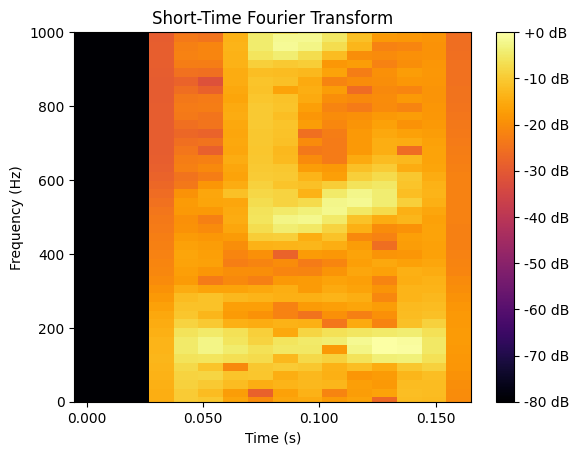 Short-Time Fourier Transform
1000
800
600
400
200
0
Frequency (Hz)
0.000
0.050
0.100
0.150
Time (s)
+0 dB
-10 dB
-20 dB
-30 dB
-40 dB
-50 dB
-60 dB
-70 dB
-80 dB